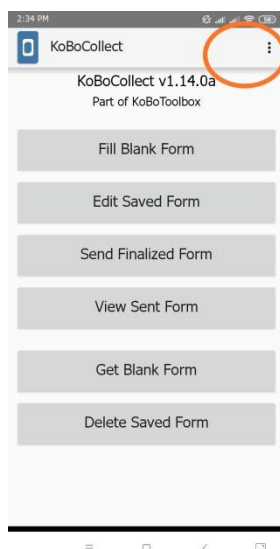 2:34 PM
58
KoBoCollect
KoBoCollect v1.14.0a
Part of KoBoToolbox
Fill Blank Form
Edit Saved Form
Send Finalized Form
View Sent Form
Get Blank Form
Delete Saved Form